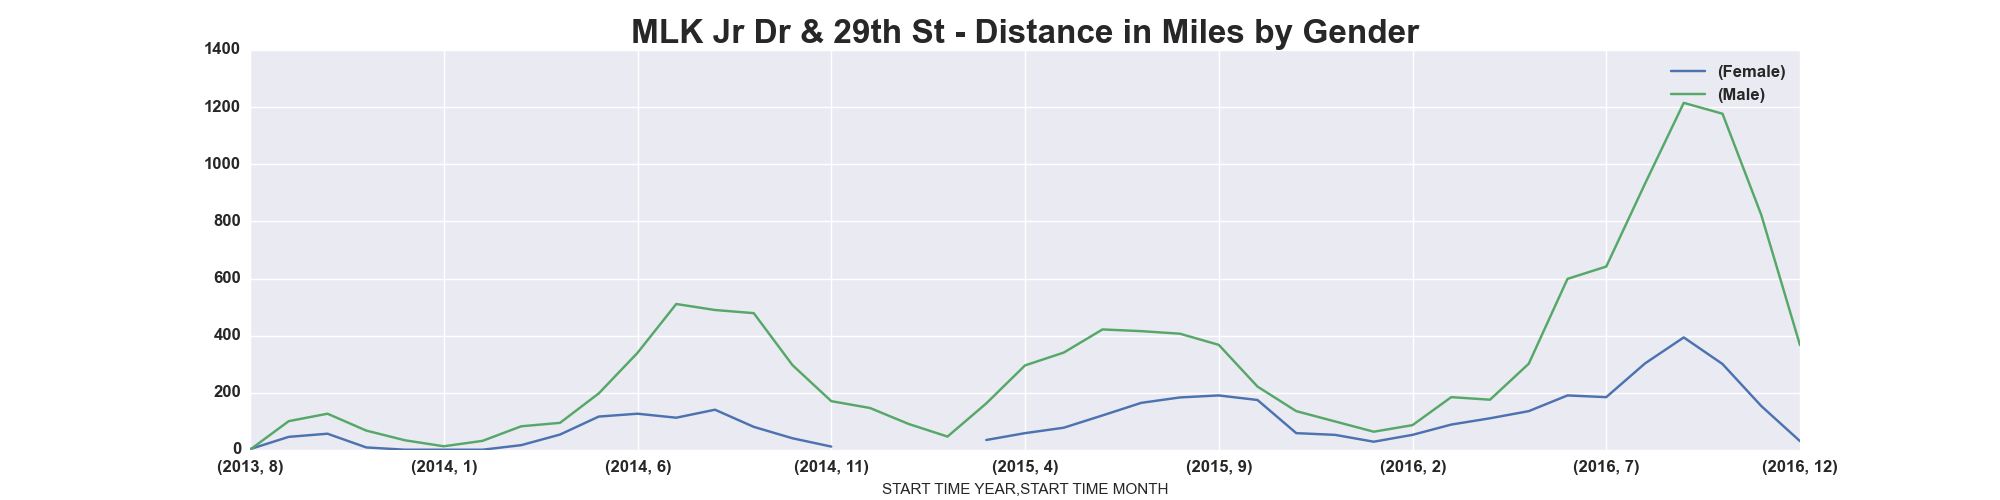 MLK Jr Dr & 29th St - Distance in Miles by Gender
1400
1200
1000
800
600
400
200
0
(Female)
(Male)
(2013, 8) (2014, 1) (2014, 6) (2014, 11) (2015, 4) (2015, 9) (2016, 2) (2016, 7) (2016, 12)
START TIME YEAR,START TIME MONTH